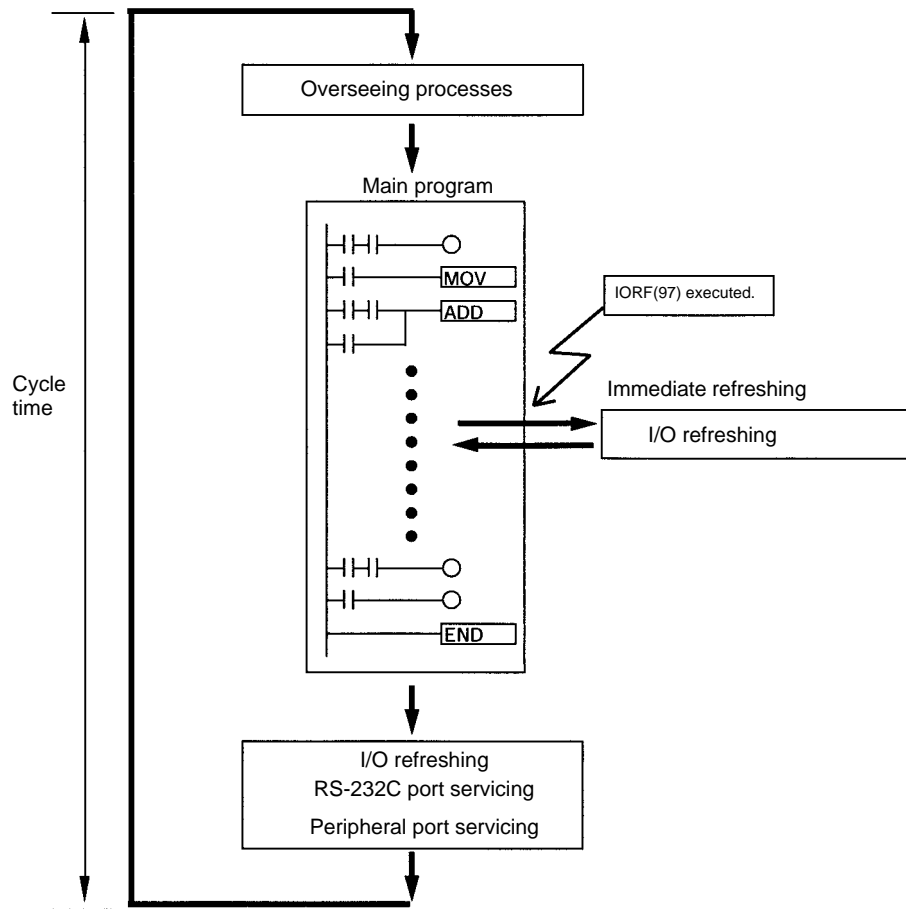 Overseeing processes
Main program
MOV
IORF(97) executed.
ADD
Cycle
time
Immediate refreshing
I/O refreshing
END
I/O refreshing
RS-232C port servicing
Peripheral port servicing